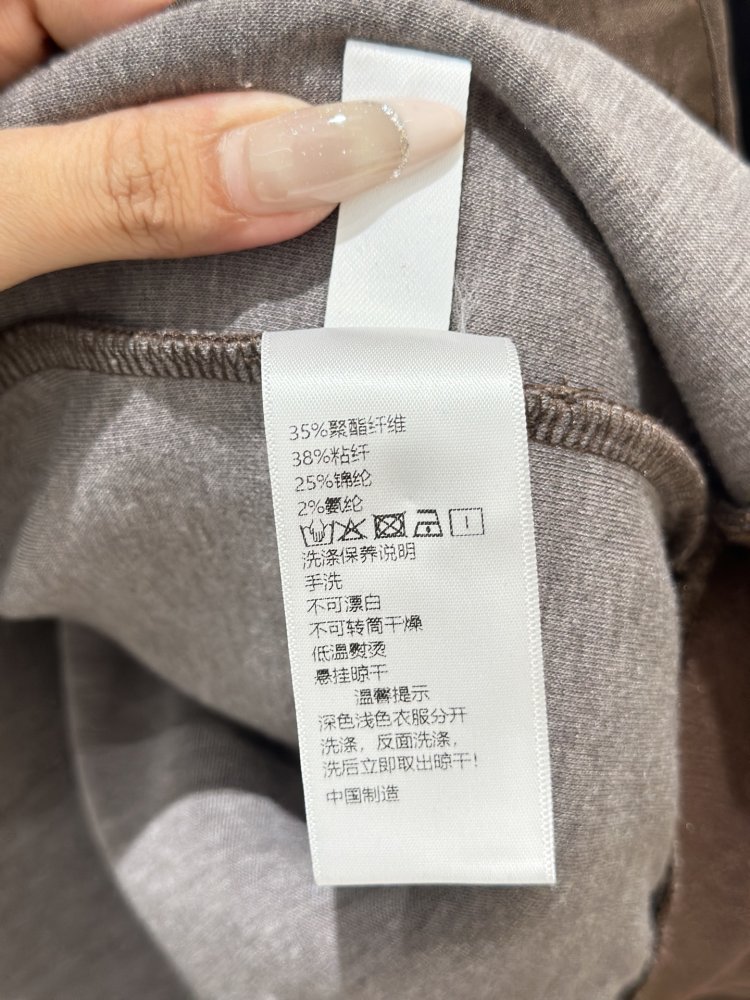 35%聚酯纤维
38%粘纤
25%锦纶
2%氨纶
洗涤保养说明
手洗
不可漂白
不可转筒干燥
低温熨烫
悬挂晾干
温馨提示
深色浅色衣服分开
洗涤，反面洗涤，
洗后立即取出晾干！
中国制造